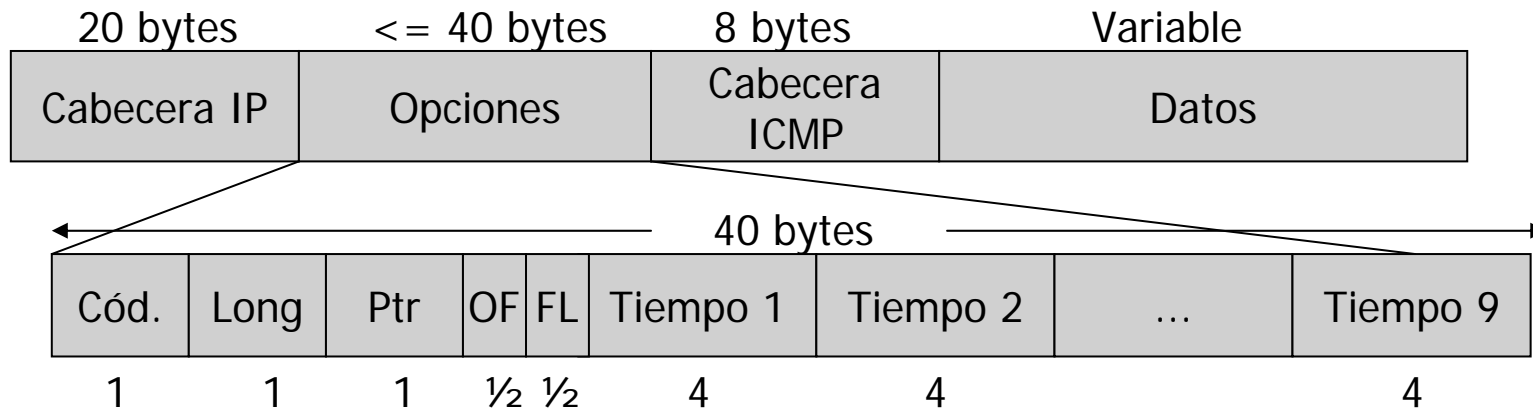 20 bytes <= 40 bytes 8 bytes Variable
Cabecera IP Opciones Cabecera ICMP Datos
40 bytes
Cód. Long Ptr OF FL Tiempo 1 Tiempo 2 ... Tiempo 9
1 1 1 ½ ½ 4 4 4